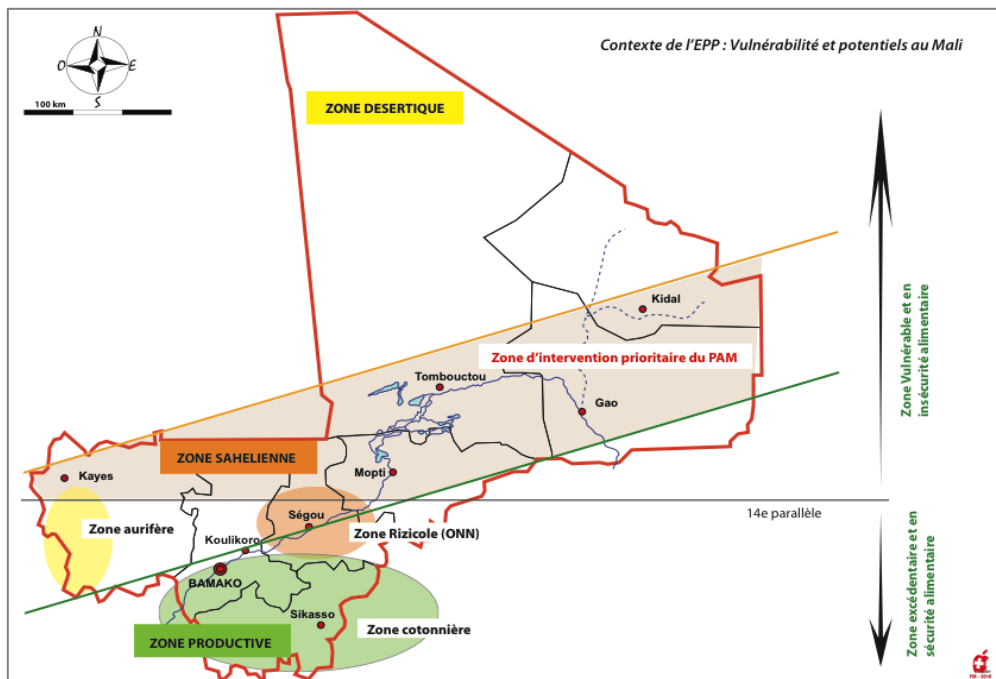 Contexte de l'EPP : Vulnérabilité et potentiels au Mali
N
O
E
S
100 km
ZONE DESERTIQUE
Kidal
Zone d'intervention prioritaire du PAM
Tombouctou
Gao
ZONE SAHELIENNE
Kayes
Mopti
Zone Vulnérable et en
insécurité alimentaire
14e parallèle
Ségou
Zone aurifère
Zone Rizicole (ONN)
Koulikoro
BAMAKO
Sikasso
Zone cotonnière
ZONE PRODUCTIVE
Zone excédentaire et en
sécurité alimentaire
FM - 2016